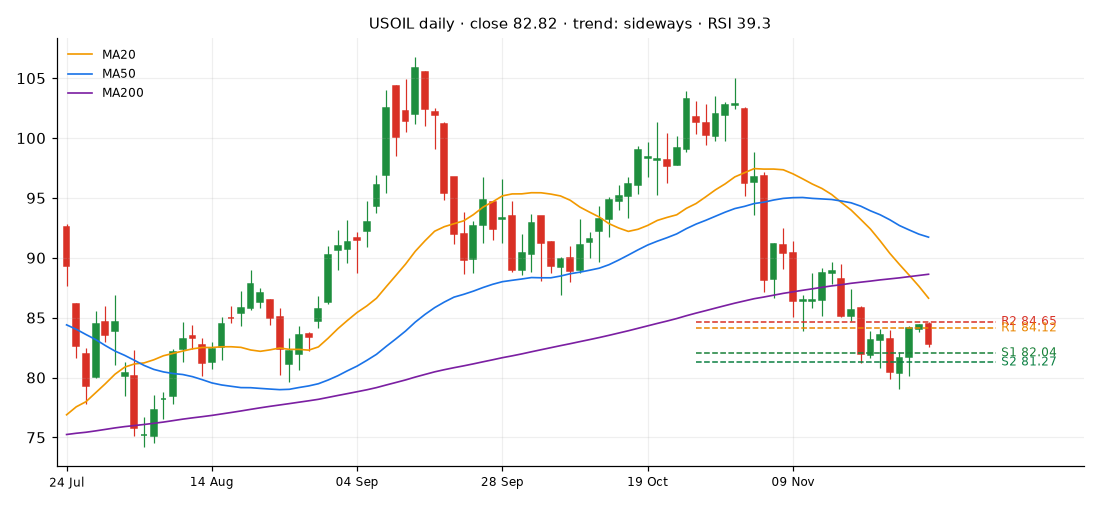 USOIL daily · close 82.82 · trend: sideways · RSI 39.3
MA20
MA50
MA200
105
100
95
90
85
80
75
R2 84.65
R1 84.12
S1 82.04
S2 81.27
24 Jul
14 Aug
04 Sep
28 Sep
19 Oct
09 Nov